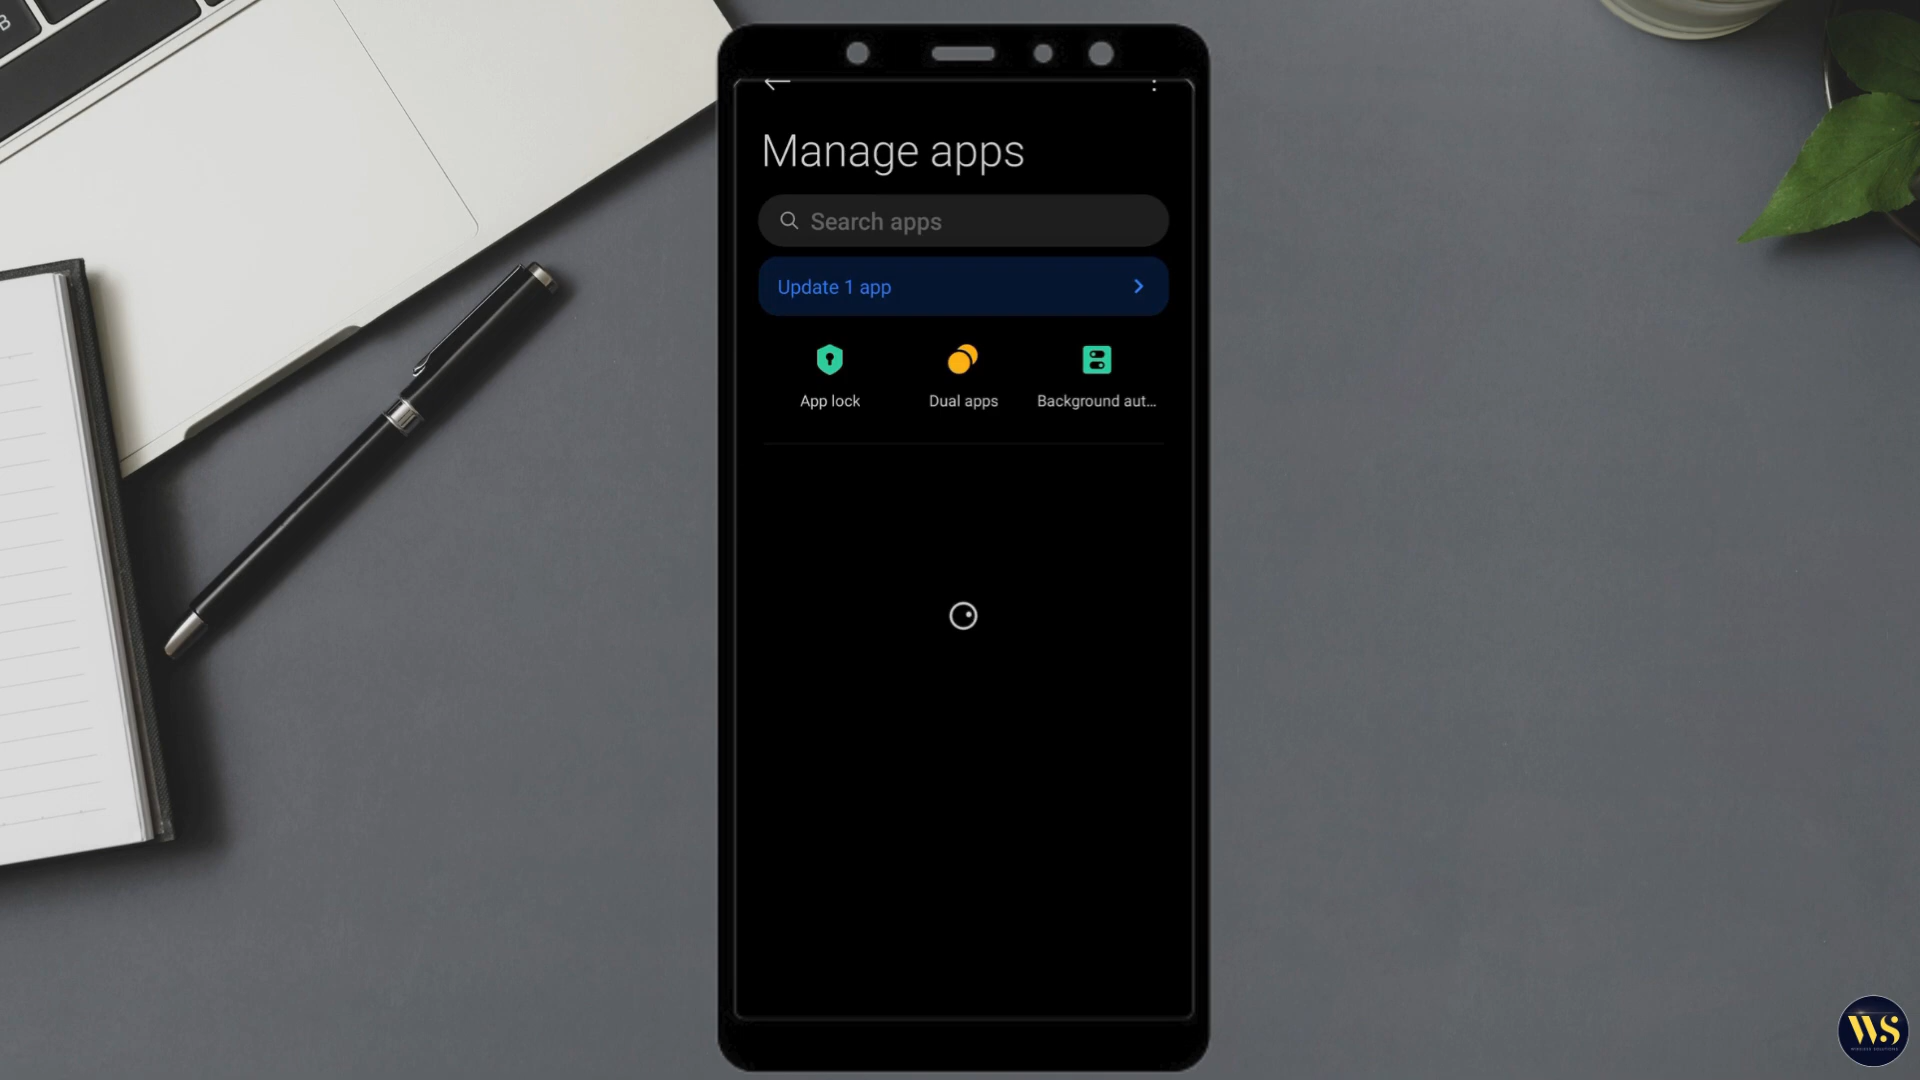 Manage apps
Search apps
Update 1 app
App lock
Dual apps
Background aut...
B
WS